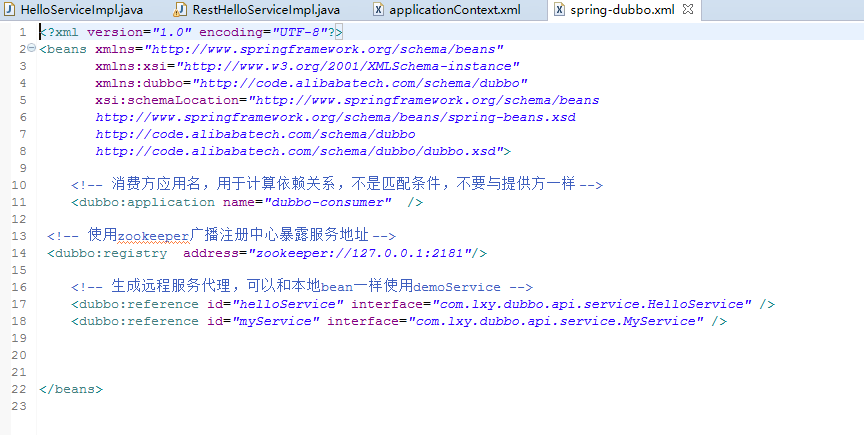 HelloServiceImpl.java RestHelloServiceImpl.java applicationContext.xml spring-dubbo.xml
1 <?xml version="1.0" encoding="UTF-8"?>
2 <beans xmlns="http://www.springframework.org/schema/beans"
3 xmlns:xsi="http://www.w3.org/2001/XMLSchema-instance"
4 xmlns:dubbo="http://code.alibabatech.com/schema/dubbo"
5 xsi:schemaLocation="http://www.springframework.org/schema/beans
6 http://www.springframework.org/schema/beans/spring-beans.xsd
7 http://code.alibabatech.com/schema/dubbo
8 http://code.alibabatech.com/schema/dubbo/dubbo.xsd">
9
10 <!-- 消费方应用名，用于计算依赖关系，不是匹配条件，不要与提供方一样 -->
11 <dubbo:application name="dubbo-consumer" />
12
13 <!-- 使用zookeeper广播注册中心暴露服务地址 -->
14 <dubbo:registry address="zookeeper://127.0.0.1:2181"/>
15
16 <!-- 生成远程服务代理，可以和本地bean一样使用demoService -->
17 <dubbo:reference id="helloService" interface="com.lxy.dubbo.api.service.HelloService" />
18 <dubbo:reference id="myService" interface="com.lxy.dubbo.api.service.MyService" />
19
20
21
22 </beans>
23